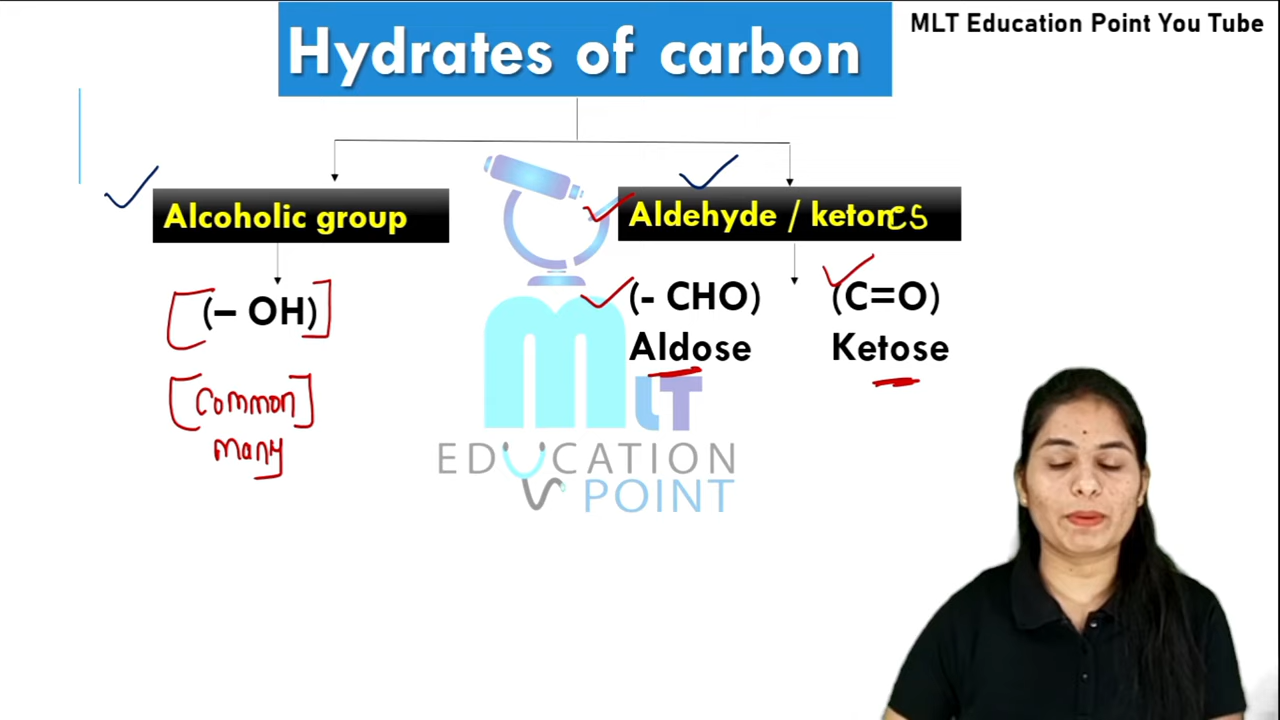 MLT Education Point You Tube
Hydrates of carbon
Alcoholic group
Aldehyde / ketones
(– OH)
(- CHO)
(C=O)
Aldose
Ketose
[common]
many
MLT
EDUCATION
POINT